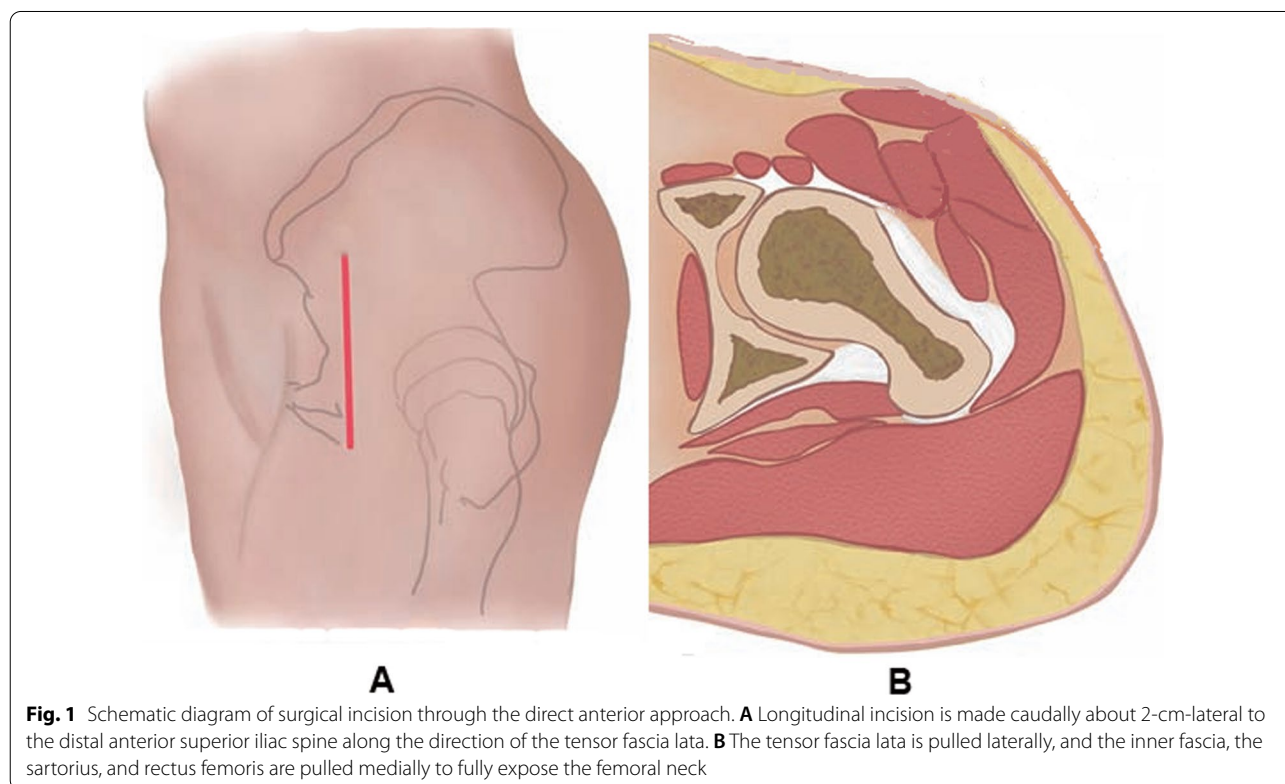 A
B
Fig. 1 Schematic diagram of surgical incision through the direct anterior approach. A Longitudinal incision is made caudally about 2-cm-lateral to
the distal anterior superior iliac spine along the direction of the tensor fascia lata. B The tensor fascia lata is pulled laterally, and the inner fascia, the
sartorius, and rectus femoris are pulled medially to fully expose the femoral neck